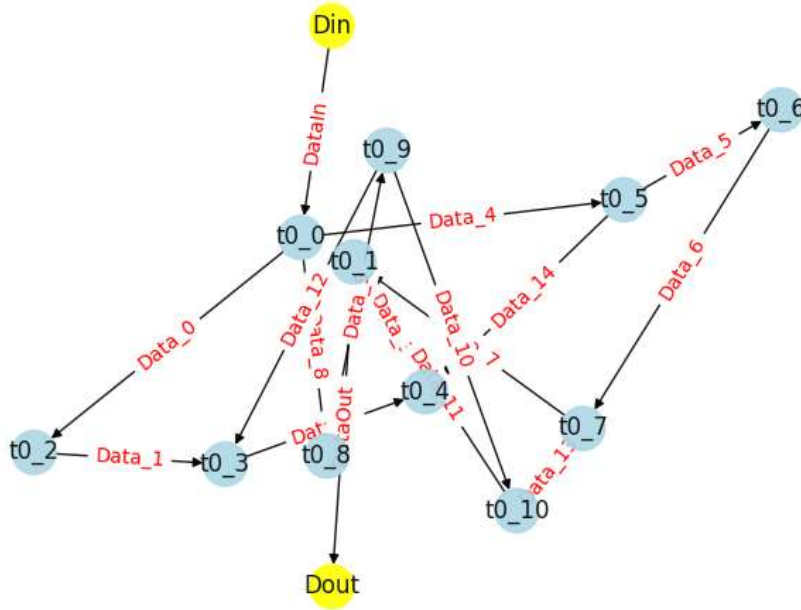 Din
DataIn
t0_6
t0_9
Data_5
t0_5
Data_4
t0_0
t0_1
Data_6
Data_14
Data_12
Data_10
Data_0
t0_4
t0_7
t0_2
Data_1
t0_3
t0_8
t0_10
Dout